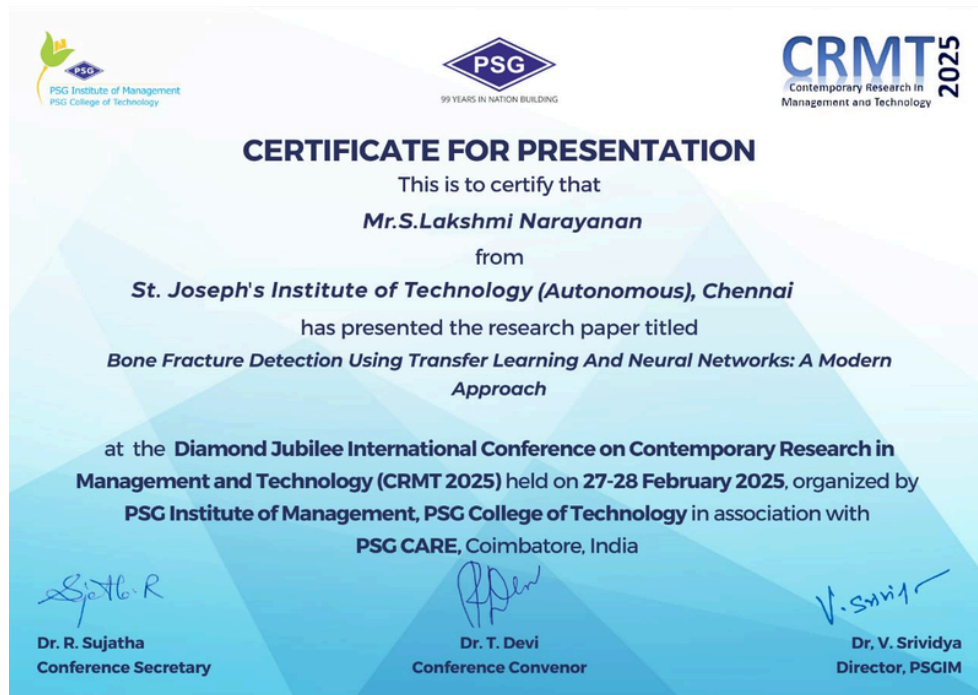 PSG
PSG Institute of Management
PSG College of Technology
PSG
99 YEARS IN NATION BUILDING
CRMT 2025
Contemporary Research In
Management and Technology
CERTIFICATE FOR PRESENTATION
This is to certify that
Mr.S.Lakshmi Narayanan
from
St. Joseph's Institute of Technology (Autonomous), Chennai
has presented the research paper titled
Bone Fracture Detection Using Transfer Learning And Neural Networks: A Modern
Approach
at the Diamond Jubilee International Conference on Contemporary Research in
Management and Technology (CRMT 2025) held on 27-28 February 2025, organized by
PSG Institute of Management, PSG College of Technology in association with
PSG CARE, Coimbatore, India
V. Srividya
Dr. R. Sujatha
Conference Secretary
Dr. T. Devi
Conference Convenor
Dr, V. Srividya
Director, PSGIM